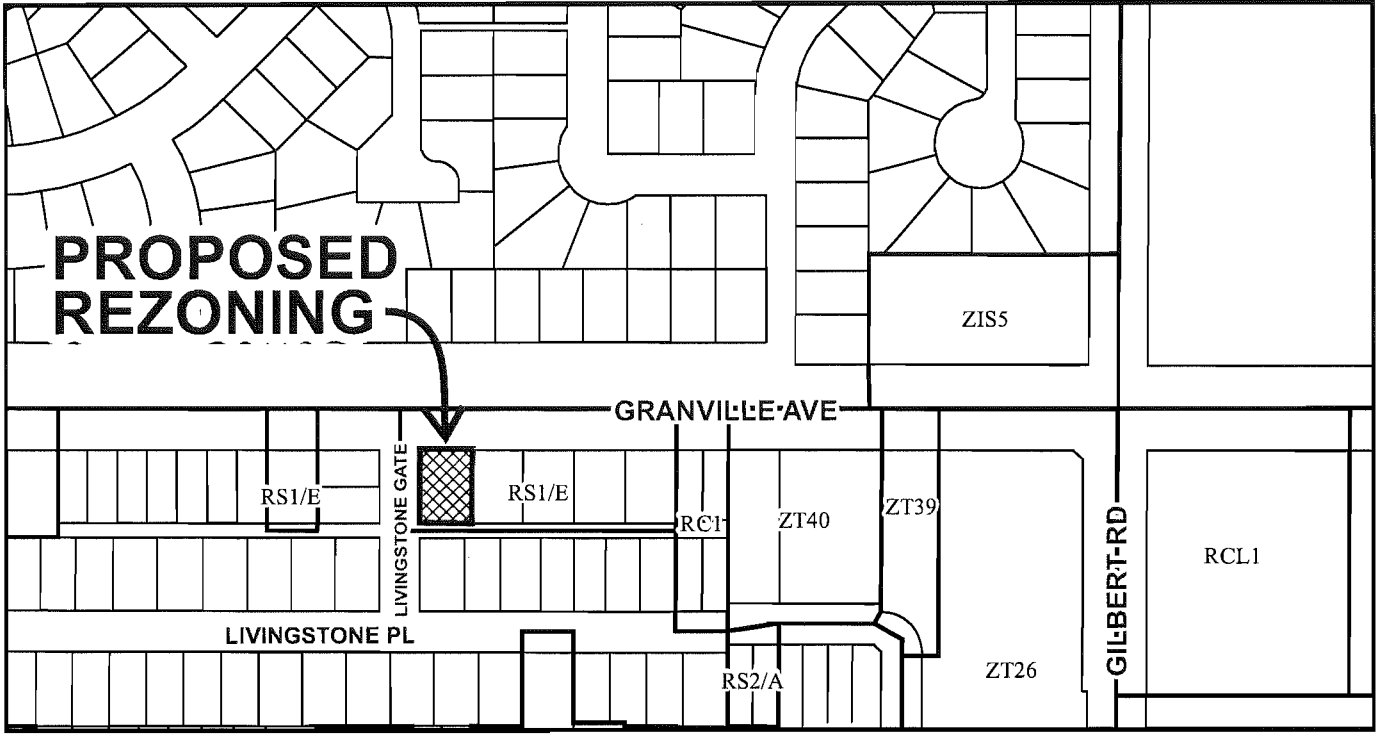 PROPOSED
REZONING
ZIS5
GRANVILLE AVE
LIVINGSTONE GATE
RS1/E
RS1/E
RC1
ZT40
ZT39
GILBERT RD
RCL1
LIVINGSTONE PL
RS2/A
ZT26